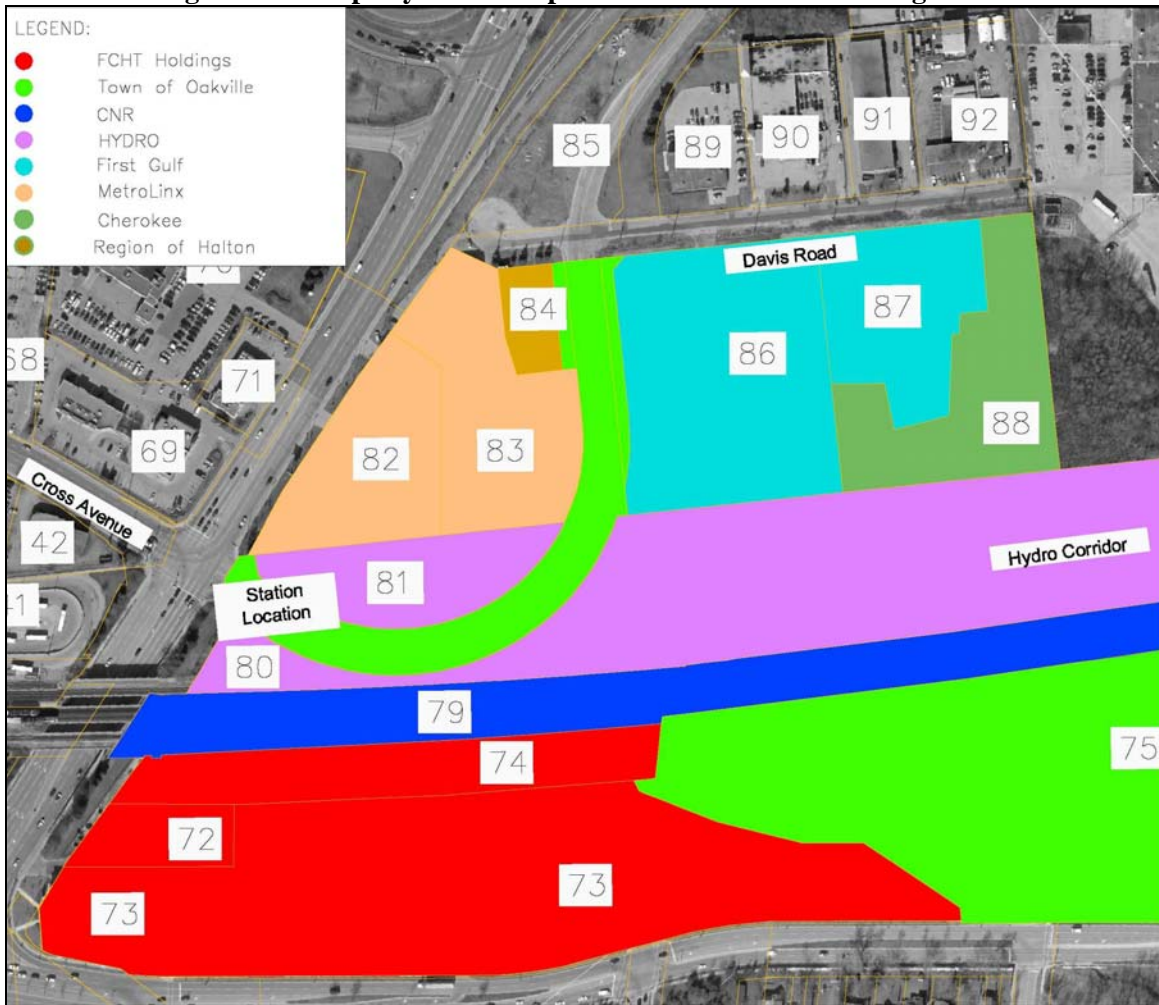 LEGEND:
FCHT Holdings
Town of Oakville
CNR
HYDRO
First Gulf
MetroLinx
Cherokee
Region of Halton
85
89
90
91
92
Davis Road
84
87
86
71
88
82
83
69
Cross Avenue
42
Hydro Corridor
81
Station
Location
80
79
74
75
72
73
73